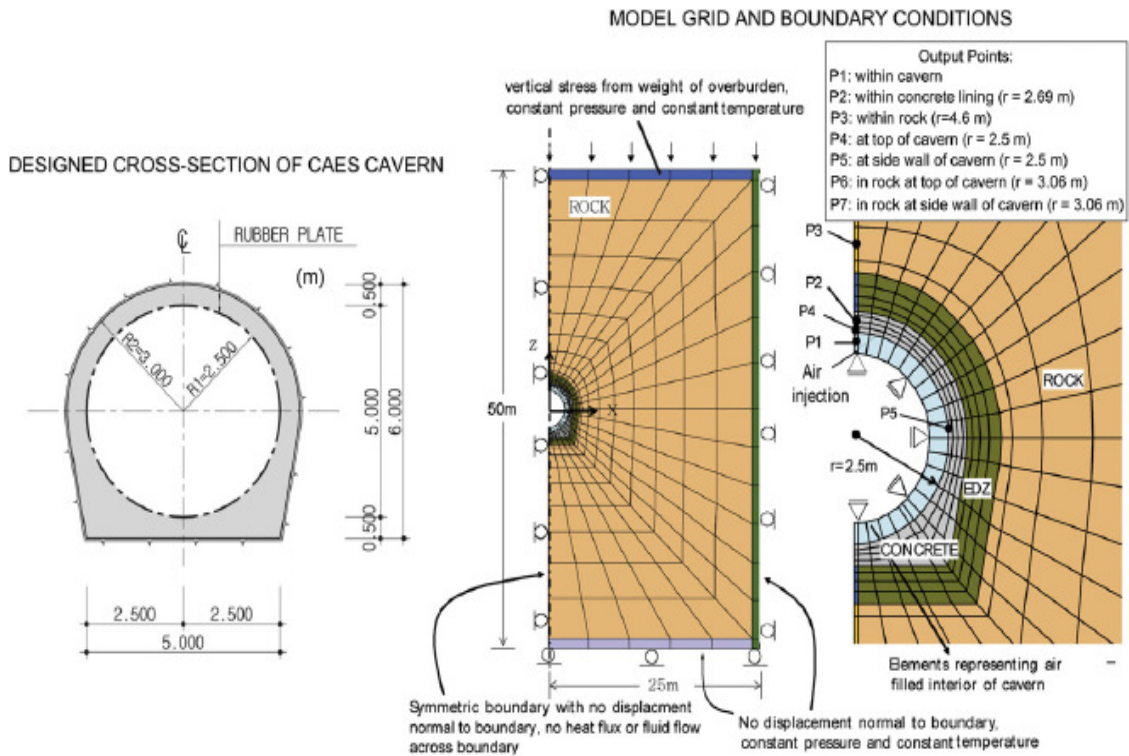 MODEL GRID AND BOUNDARY CONDITIONS
Output Points:
P1: within cavern
P2: within concrete lining (r = 2.69 m)
P3: within rock (r=4.6 m)
P4: at top of cavern (r = 2.5 m)
P5: at side wall of cavern (r = 2.5 m)
P6: in rock at top of cavern (r = 3.06 m)
P7: in rock at side wall of cavern (r = 3.06 m)
vertical stress from weight of overburden,
constant pressure and constant temperature
DESIGNED CROSS-SECTION OF CAES CAVERN
RUBBER PLATE
(m)
R2=3.000
R1=2.500
0.500
5.000
6.000
0.500
2.500
2.500
5.000
ROCK
Z
X
50m
25m
P3
P2
P4
P1
Air
injection
P5
ROCK
r=2.5m
EDZ
CONCRETE
Elements representing air
filled interior of cavern
Symmetric boundary with no displacment
normal to boundary, no heat flux or fluid flow
across boundary
No displacement normal to boundary,
constant pressure and constant temperature